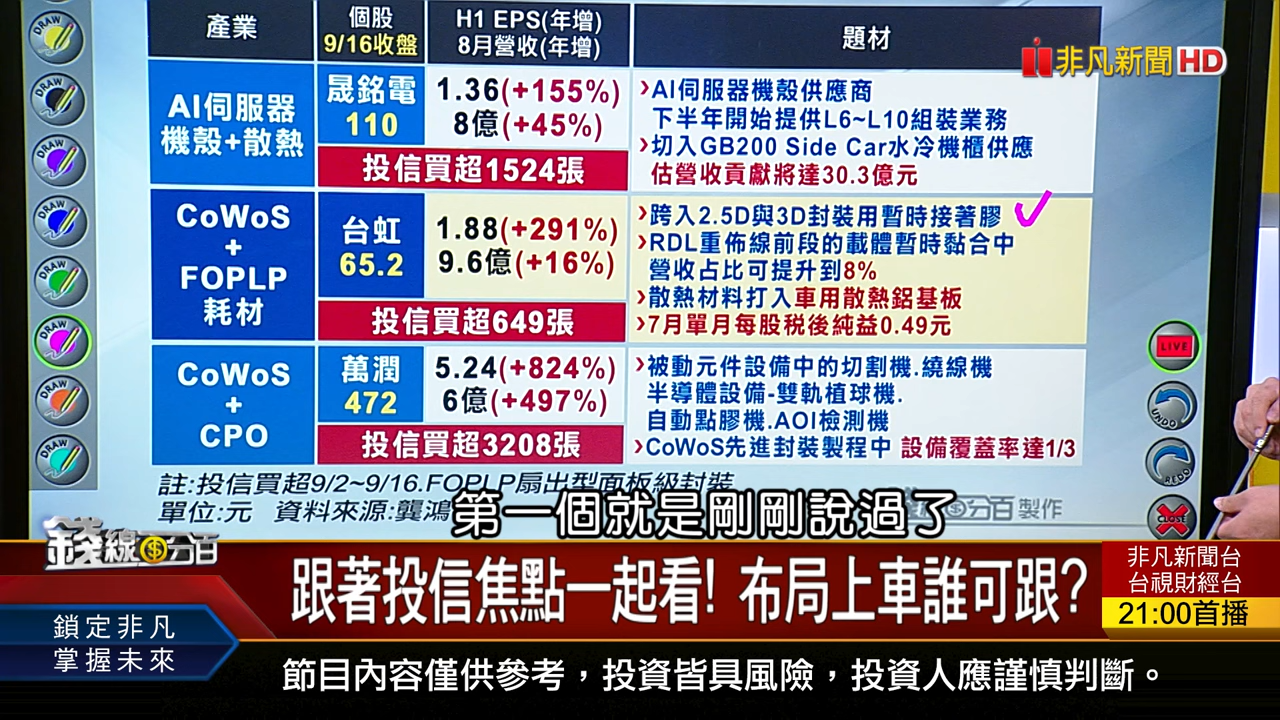 產業
個股
9/16收盤
H1 EPS(年增)
8月營收(年增)
題材
非凡新聞HD
AI伺服器
機殼+散熱
晟銘電
110
1.36(+155%)
8億(+45%)
投信買超1524張
›AI伺服器機殼供應商
下半年開始提供L6~L10組裝業務
›切入GB200 Side Car水冷機櫃供應
估營收貢獻將達30.3億元
CoWoS
+
FOPLP
耗材
台虹
65.2
1.88(+291%)
9.6億(+16%)
投信買超649張
›跨入2.5D與3D封裝用暫時接著膠
›RDL重佈線前段的載體暫時黏合中
營收占比可提升到8%
›散熱材料打入車用散熱鋁基板
›7月單月每股稅後純益0.49元
CoWoS
+
CPO
萬潤
472
5.24(+824%)
6億(+497%)
投信買超3208張
›被動元件設備中的切割機.繞線機
半導體設備-雙軌植球機.
自動點膠機.AOI檢測機
›CoWoS先進封裝製程中 設備覆蓋率達1/3
註:投信買超9/2~9/16.FOPLP扇出型面板級封裝
單位:元 資料來源:龔鴻
分百製作
DRAW
DRAW
DRAW
DRAW
DRAW
DRAW
DRAW
DRAW
LIVE
UNDO
REDO
CLOSE
第一個就是剛剛說過了
錢線$分百
跟著投信焦點一起看! 布局上車誰可跟?
非凡新聞台
台視財經台
21:00首播
鎖定非凡
掌握未來
節目內容僅供參考，投資皆具風險，投資人應謹慎判斷。